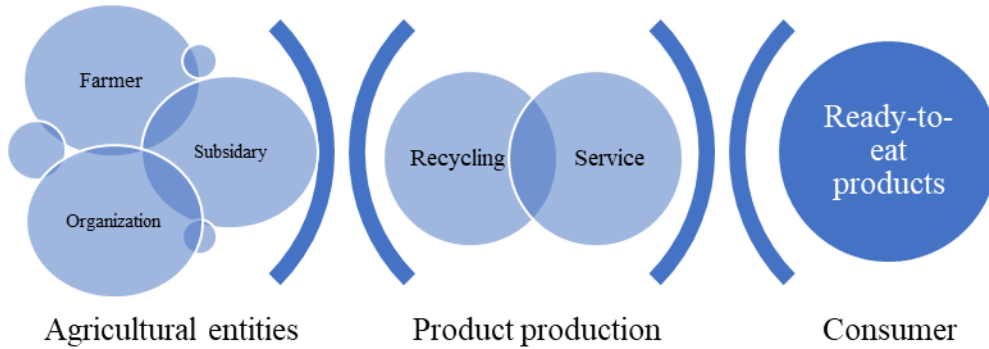 Farmer
Subsidary
Organization
Recycling
Service
Ready-to-
eat
products
Agricultural entities
Product production
Consumer